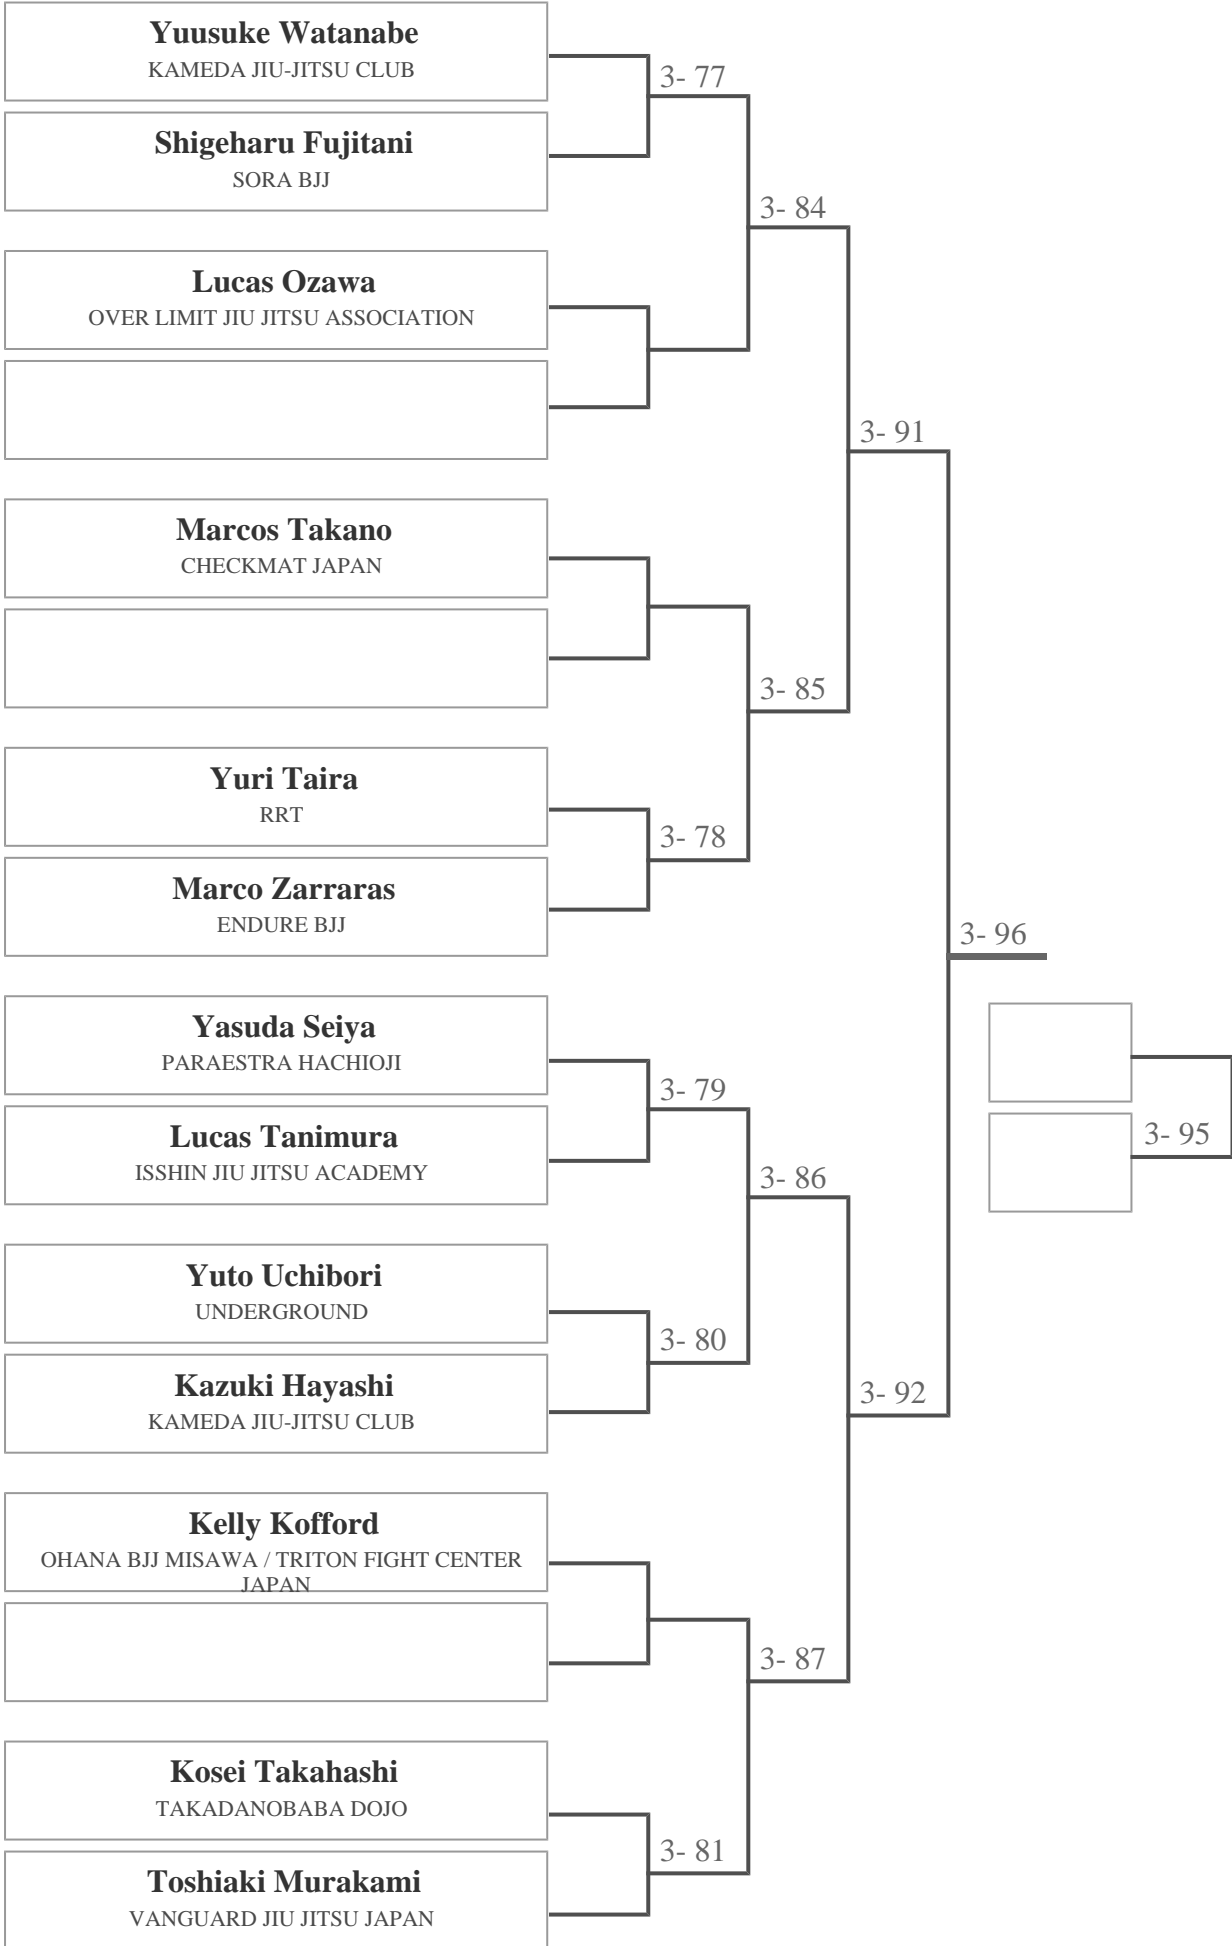 Yuusuke Watanabe
KAMEDA JIU-JITSU CLUB
3- 77
Shigeharu Fujitani
SORA BJJ
3- 84
Lucas Ozawa
OVER LIMIT JIU JITSU ASSOCIATION
3- 91
Marcos Takano
CHECKMAT JAPAN
3- 85
Yuri Taira
RRT
3- 78
Marco Zarraras
ENDURE BJJ
3- 96
Yasuda Seiya
PARAESTRA HACHIOJI
3- 79
Lucas Tanimura
ISSHIN JIU JITSU ACADEMY
3- 95
3- 86
Yuto Uchibori
UNDERGROUND
3- 80
Kazuki Hayashi
KAMEDA JIU-JITSU CLUB
3- 92
Kelly Kofford
OHANA BJJ MISAWA / TRITON FIGHT CENTER
JAPAN
3- 87
Kosei Takahashi
TAKADANOBABA DOJO
3- 81
Toshiaki Murakami
VANGUARD JIU JITSU JAPAN